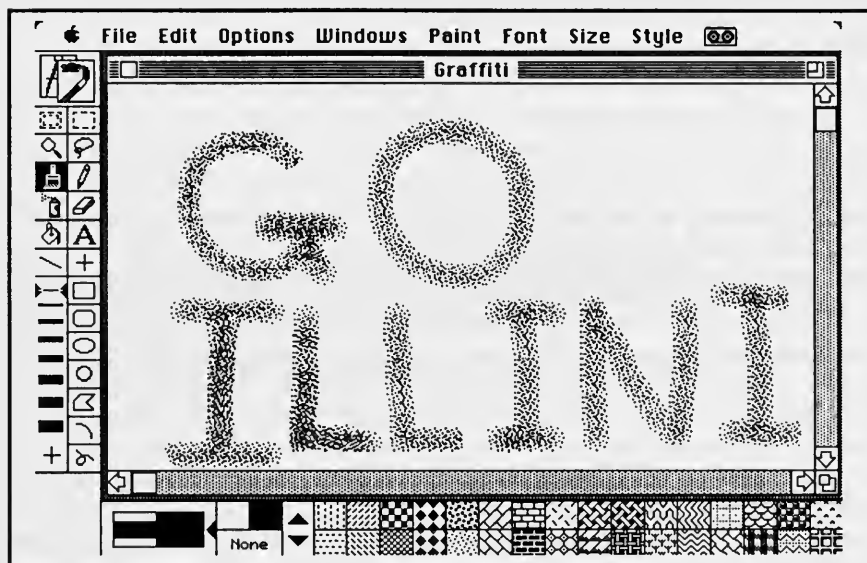 File Edit Options Windows Paint Font Size Style
Graffiti
GO
ILLINI
A
None